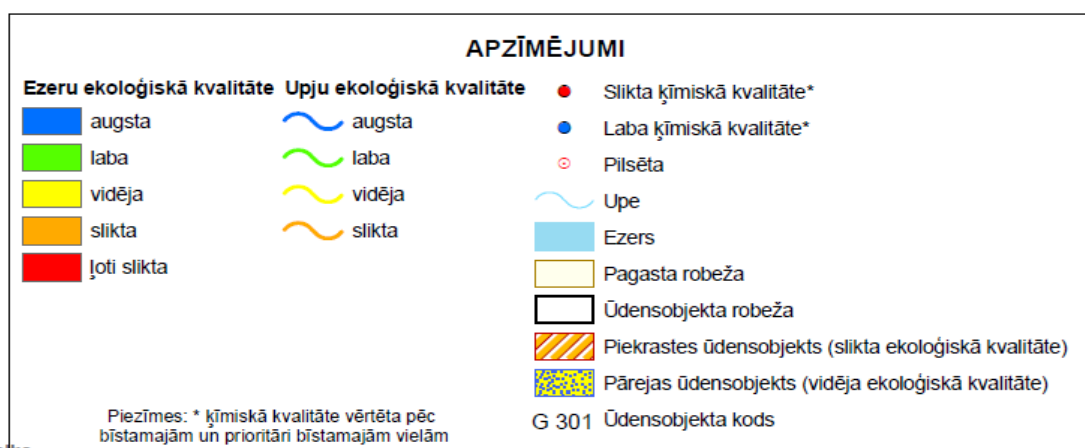 APZĪMĒJUMI
Ezeru ekoloģiskā kvalitāte
augsta
laba
vidēja
slikta
ļoti slikta
Upju ekoloģiskā kvalitāte
augsta
laba
vidēja
slikta
Slikta ķīmiskā kvalitāte*
Laba ķīmiskā kvalitāte*
Pilsēta
Upe
Ezers
Pagasta robeža
Ūdensobjekta robeža
Piekrastes ūdensobjekts (slikta ekoloģiskā kvalitāte)
Pārejas ūdensobjekts (vidēja ekoloģiskā kvalitāte)
G 301 Ūdensobjekta kods
Piezīmes: * ķīmiskā kvalitāte vērtēta pēc
bīstamajām un prioritāri bīstamajām vielām